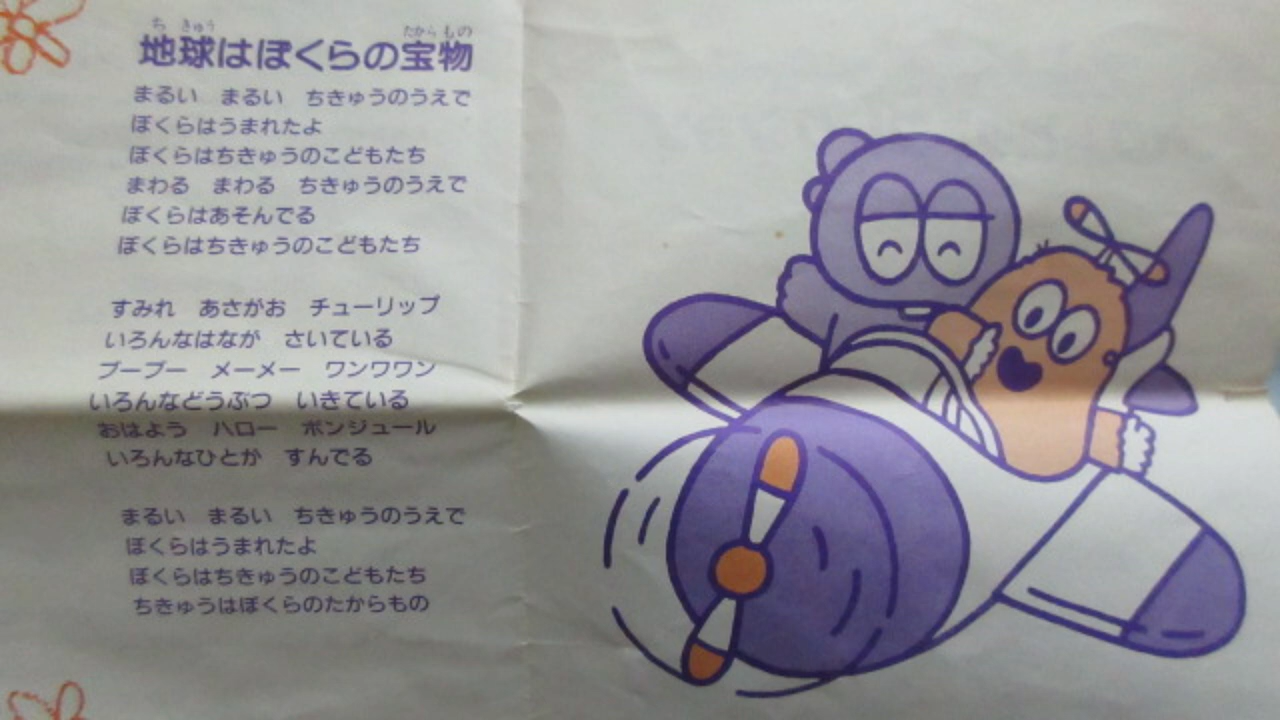 地球はぼくらの宝物
まるい　まるい　ちきゅうのうえで
ぼくらはうまれたよ
ぼくらはちきゅうのこどもたち
まわる　まわる　ちきゅうのうえで
ぼくらはあそんでる
ぼくらはちきゅうのこどもたち
すみれ　あさがお　チューリップ
いろんなはなが　さいている
ブーブー　メーメー　ワンワワン
いろんなどうぶつ　いきている
おはよう　ハロー　ボンジュール
いろんなひとが　すんでる
まるい　まるい　ちきゅうのうえで
ぼくらはうまれたよ
ぼくらはちきゅうのこどもたち
ちきゅうはぼくらのたからもの